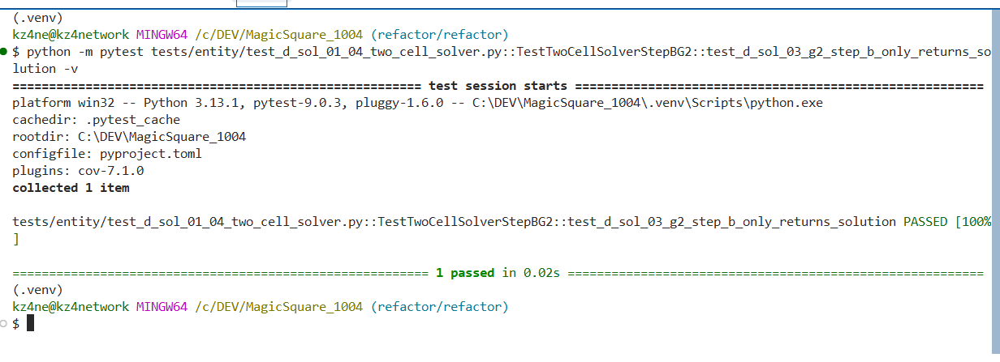 (.venv)
kz4ne@kz4network MINGW64 /c/DEV/MagicSquare_1004 (refactor/refactor)
$ python -m pytest tests/entity/test_d_sol_01_04_two_cell_solver.py::TestTwoCellSolverStepBG2::test_d_sol_03_g2_step_b_only_returns_so
lution -v
======================================================== test session starts ========================================================
platform win32 -- Python 3.13.1, pytest-9.0.3, pluggy-1.6.0 -- C:\DEV\MagicSquare_1004\.venv\Scripts\python.exe
cachedir: .pytest_cache
rootdir: C:\DEV\MagicSquare_1004
configfile: pyproject.toml
plugins: cov-7.1.0
collected 1 item
tests/entity/test_d_sol_01_04_two_cell_solver.py::TestTwoCellSolverStepBG2::test_d_sol_03_g2_step_b_only_returns_solution PASSED [100%
]
========================================================= 1 passed in 0.02s =========================================================
(.venv)
kz4ne@kz4network MINGW64 /c/DEV/MagicSquare_1004 (refactor/refactor)
$